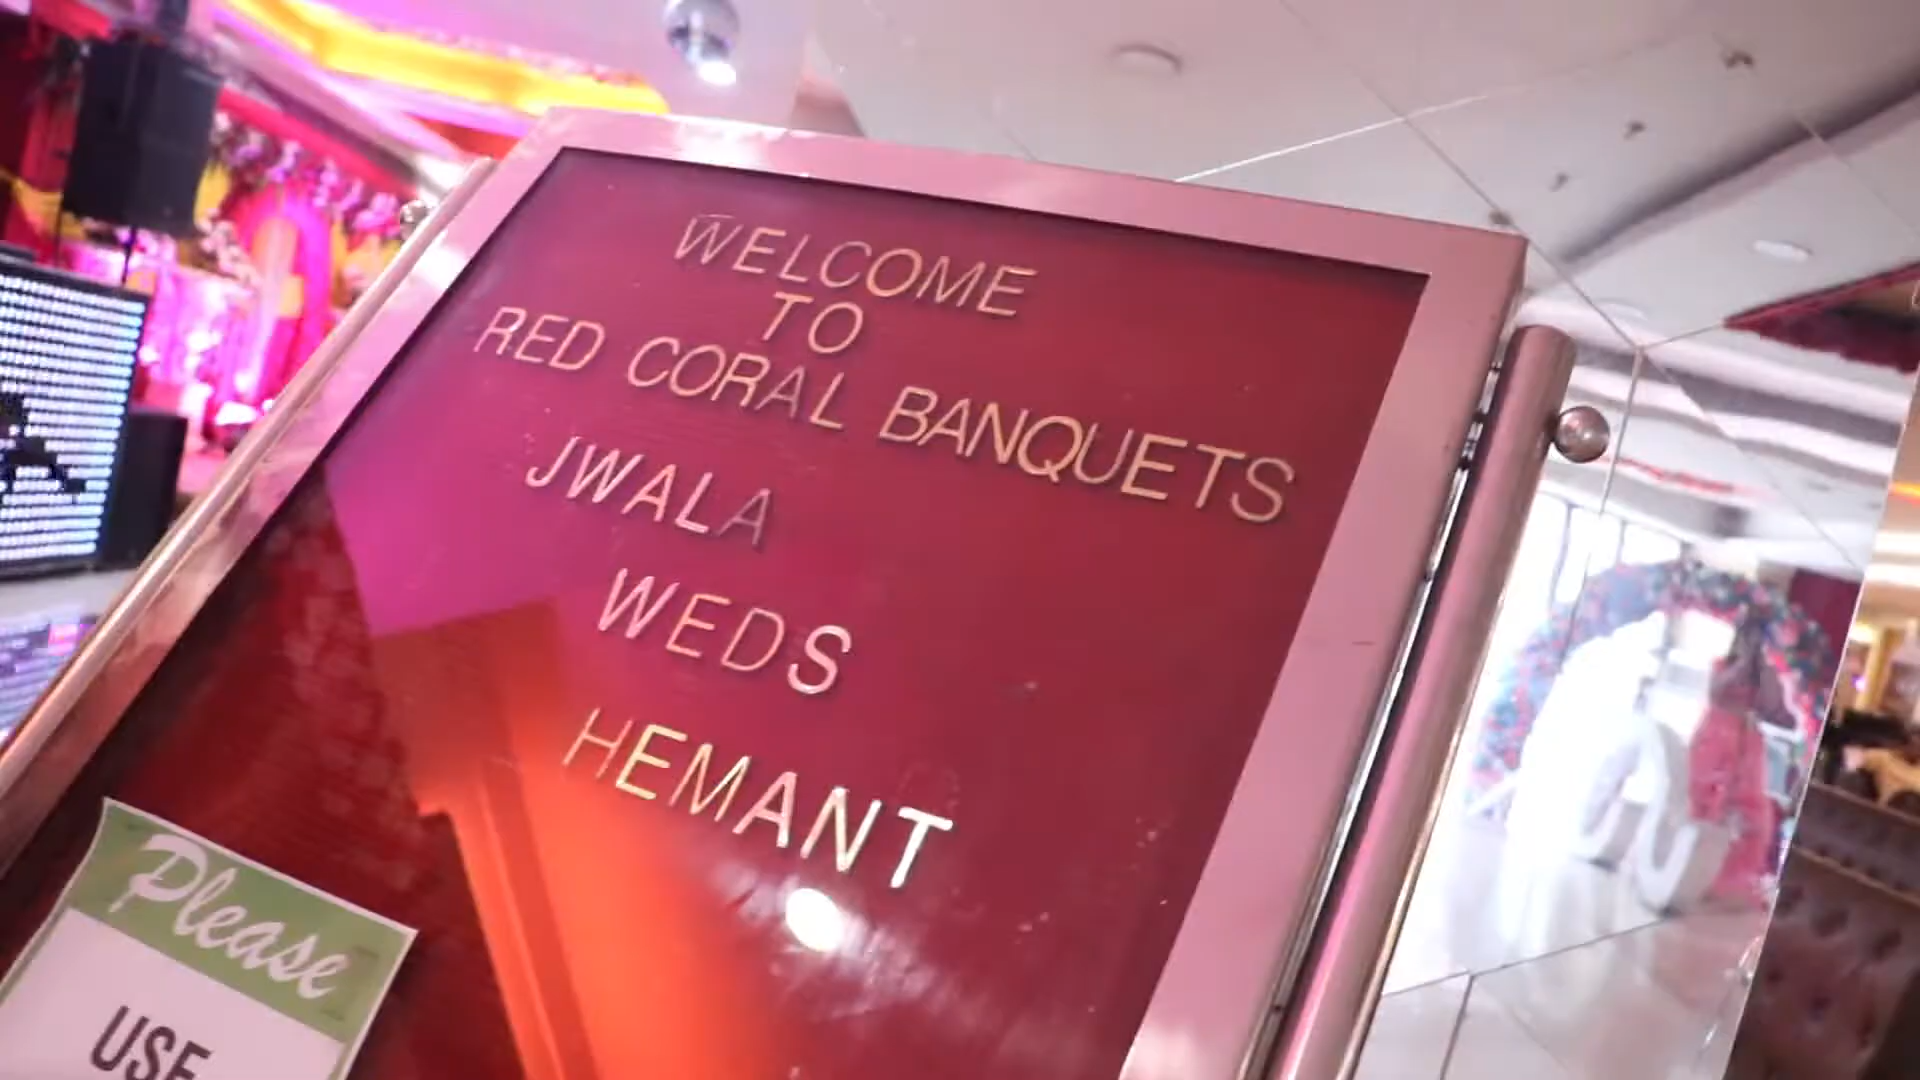 WELCOME
TO
RED CORAL BANQUETS
JWALA
WEDS
HEMANT
Please
USE